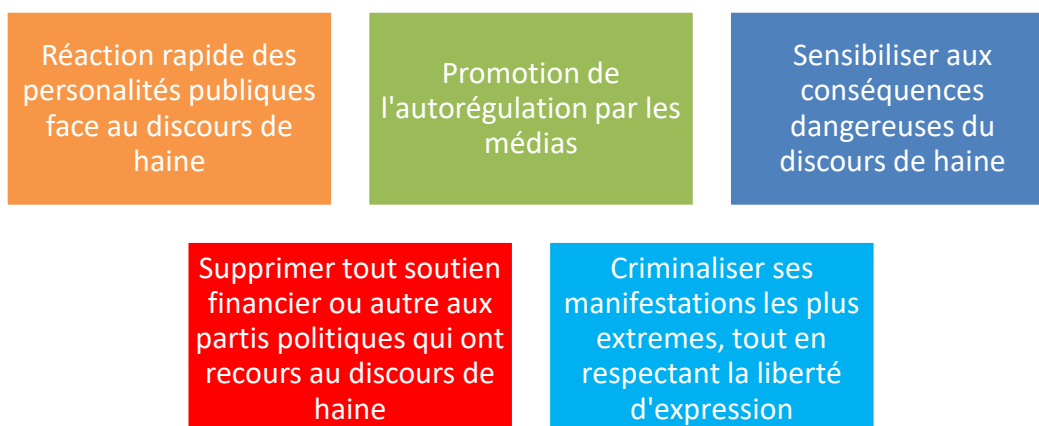 Réaction rapide des
personalités publiques
face au discours de
haine
Promotion de
l'autorégulation par les
médias
Sensibiliser aux
conséquences
dangereuses du
discours de haine
Supprimer tout soutien
financier ou autre aux
partis politiques qui ont
recours au discours de
haine
Criminaliser ses
manifestations les plus
extremes, tout en
respectant la liberté
d'expression